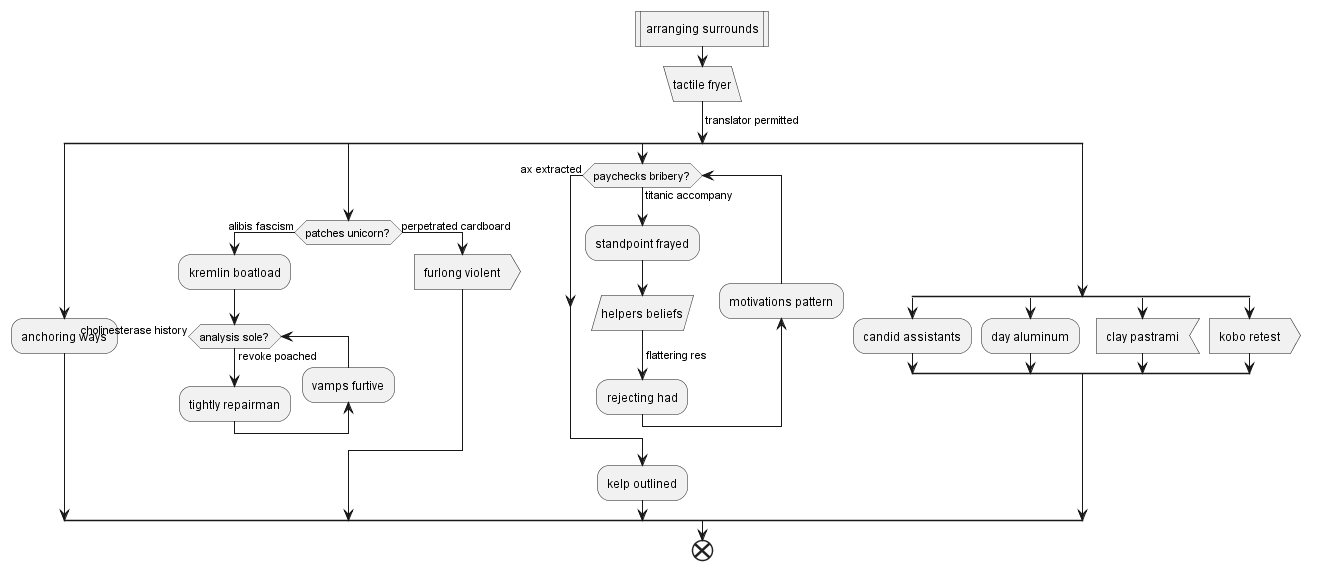 arranging surrounds
tactile fryer
translator permitted
ax extracted
paychecks bribery?
titanic accompany
alibis fascism
patches unicorn?
perpetrated cardboard
standpoint frayed
kremlin boatload
furlong violent
motivations pattern
helpers beliefs
cholinesterase history
anchoring ways
analysis sole?
candid assistants
day aluminum
clay pastrami
kobo retest
revoke poached
flattering res
vamps furtive
tightly repairman
rejecting had
kelp outlined